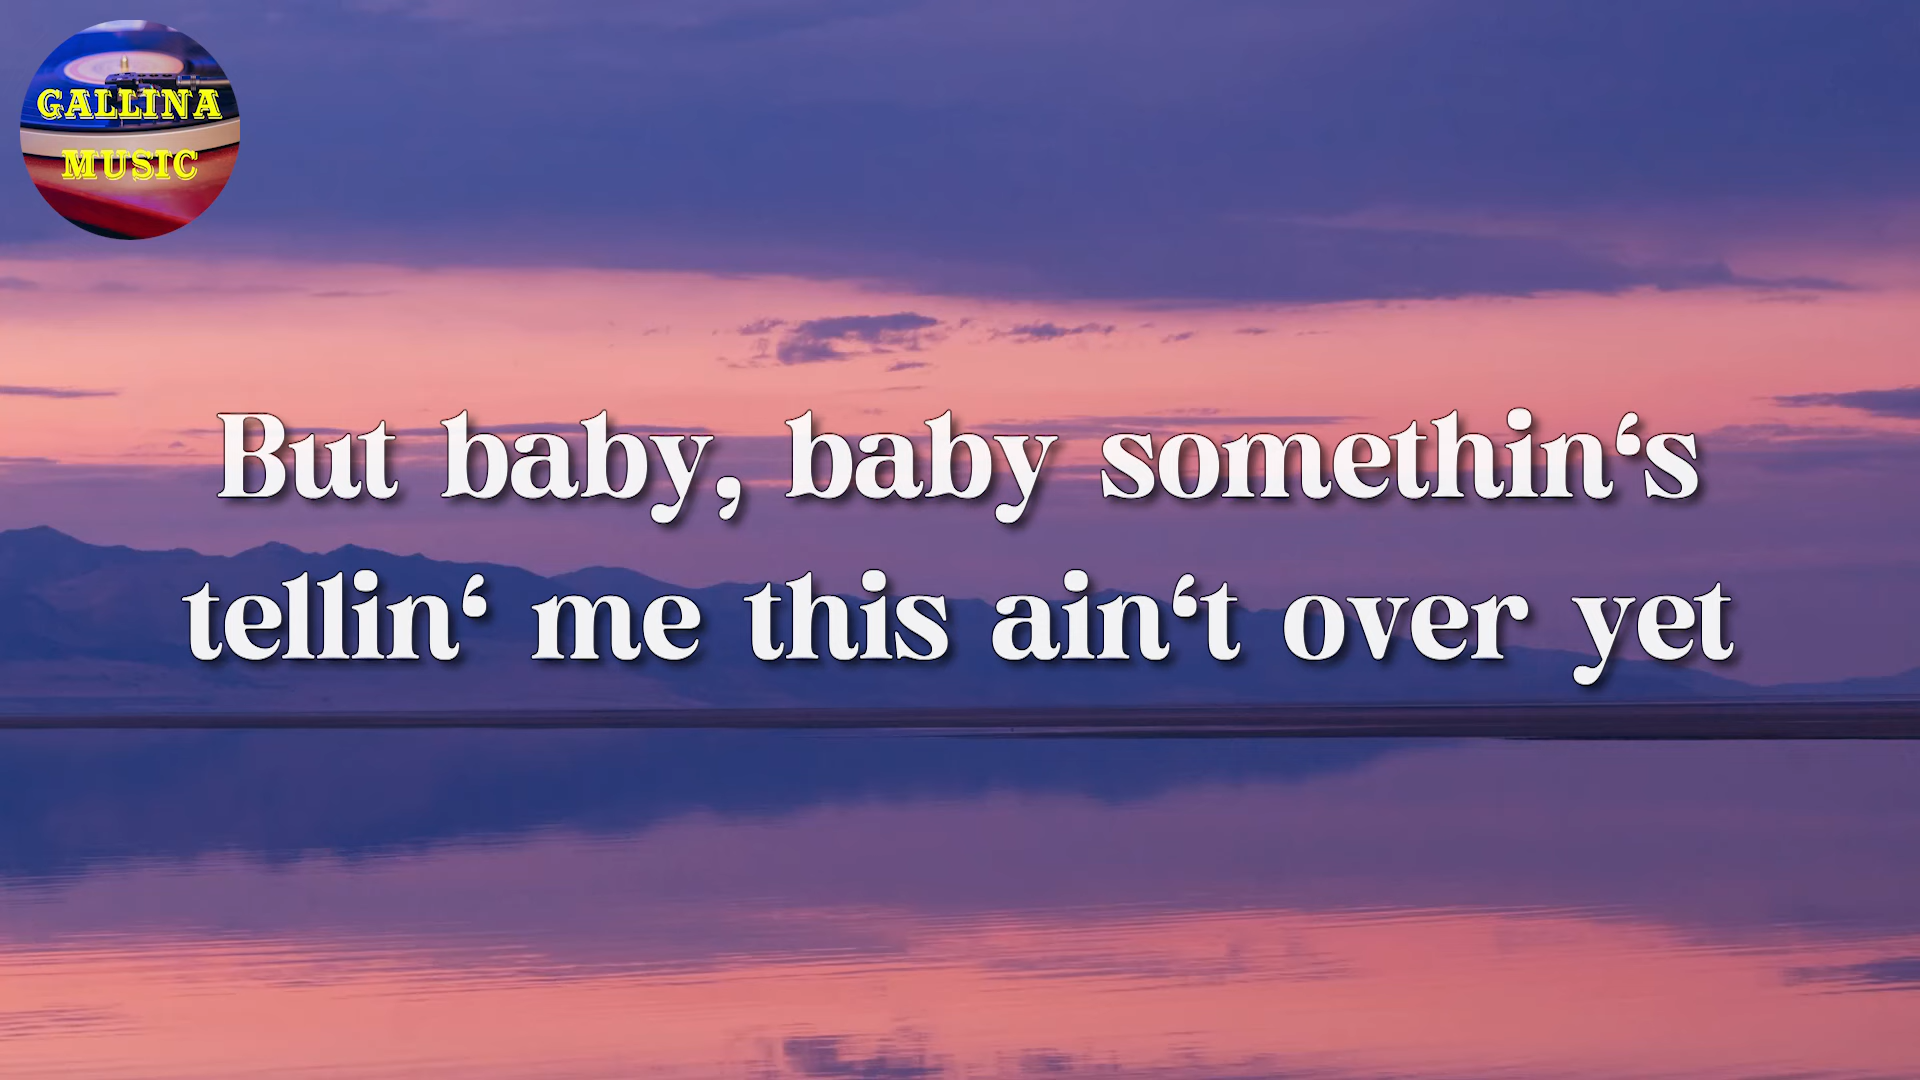 GALLINA
MUSIC
But baby, baby somethin‘s
tellin‘ me this ain‘t over yet